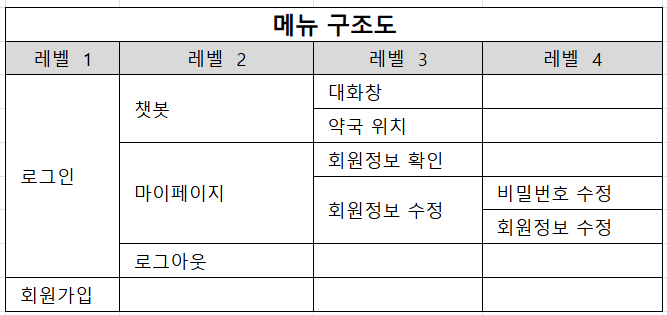 메뉴 구조도
레벨 1 레벨 2 레벨 3 레벨 4
로그인
챗봇
대화창
약국 위치
마이페이지
회원정보 확인
회원정보 수정
비밀번호 수정
회원정보 수정
로그아웃
회원가입